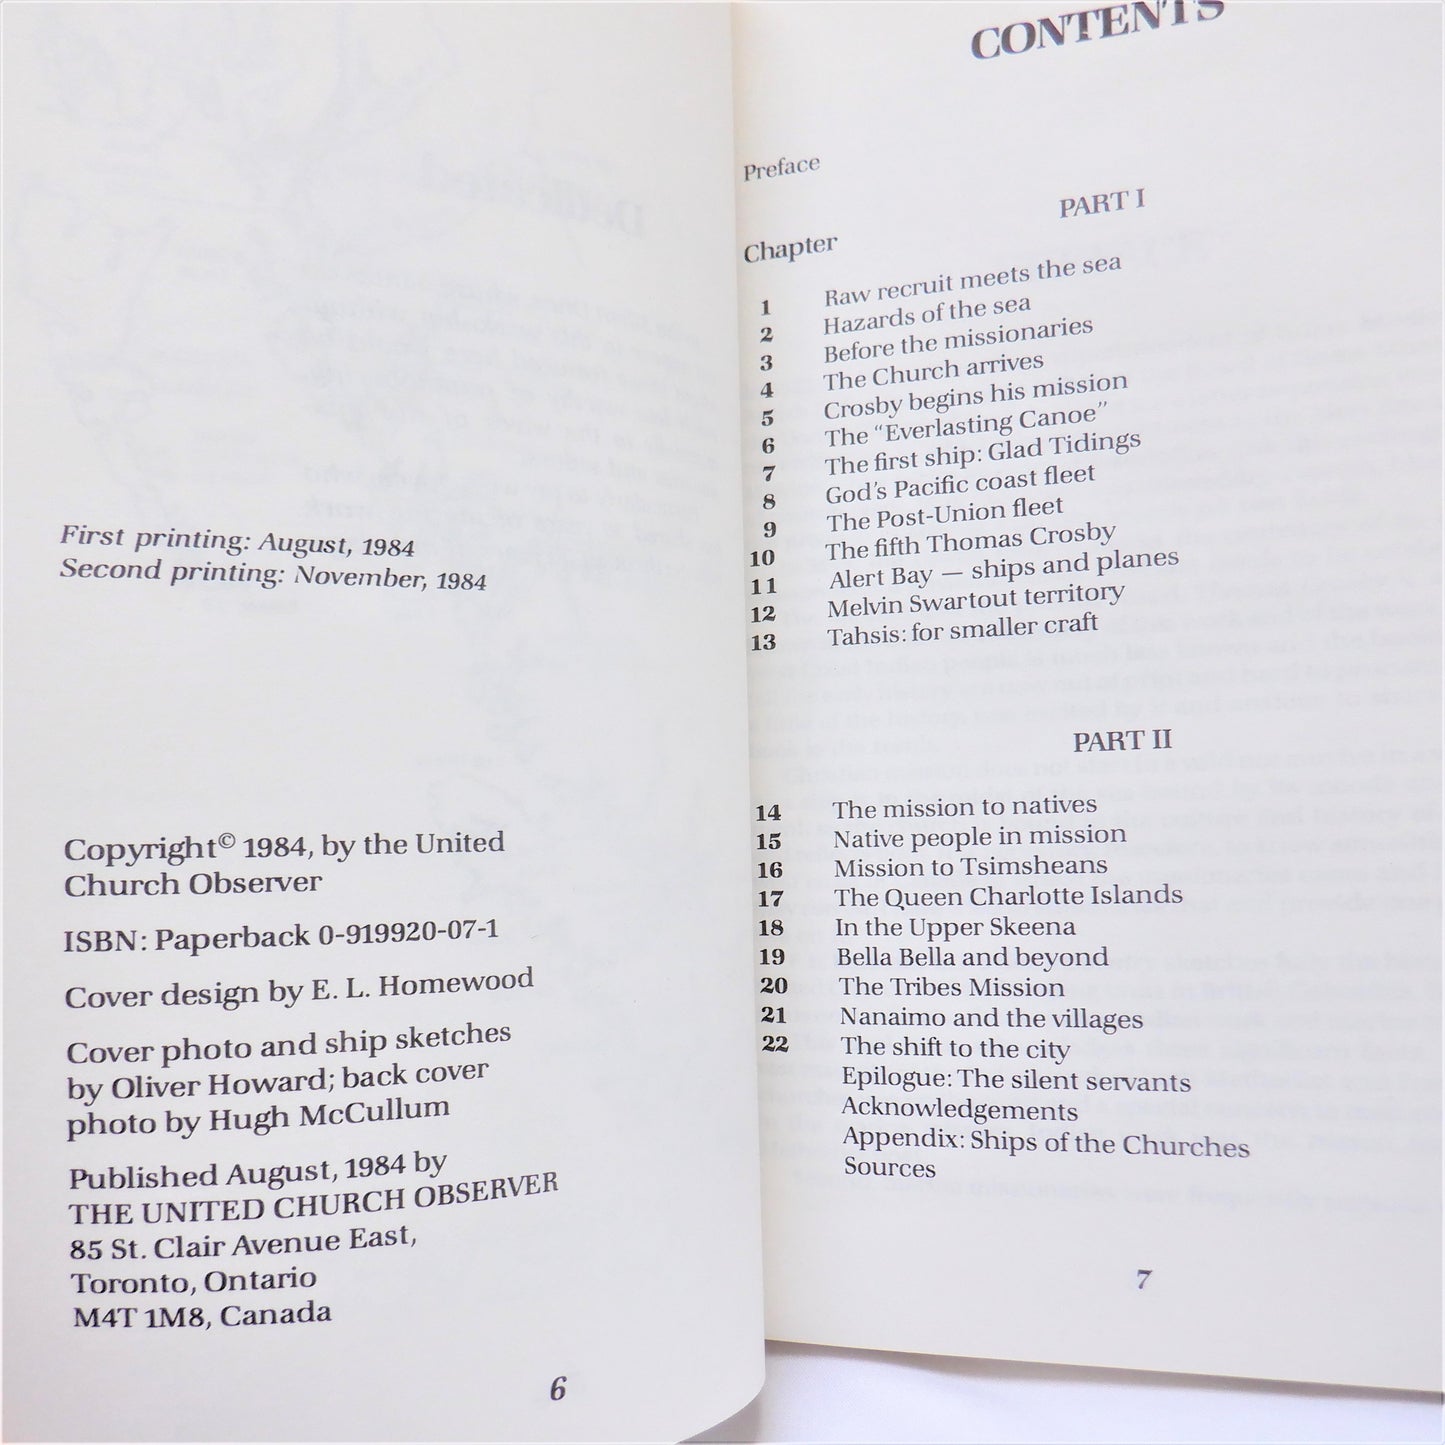 First printing: August, 1984
Second printing: November, 1984
Copyright© 1984, by the United
Church Observer
ISBN: Paperback 0-919920-07-1
Cover design by E. L. Homewood
Cover photo and ship sketches
by Oliver Howard; back cover
photo by Hugh McCullum
Published August, 1984 by
THE UNITED CHURCH OBSERVER
85 St. Clair Avenue East,
Toronto, Ontario
M4T 1M8, Canada
6
CONTENTS
Preface
PART I
Chapter
1 Raw recruit meets the sea
2 Hazards of the sea
3 Before the missionaries
4 The Church arrives
5 Crosby begins his mission
6 The “Everlasting Canoe”
7 The first ship: Glad Tidings
8 God’s Pacific coast fleet
9 The Post-Union fleet
10 The fifth Thomas Crosby
11 Alert Bay — ships and planes
12 Melvin Swartout territory
13 Tahsis: for smaller craft
PART II
14 The mission to natives
15 Native people in mission
16 Mission to Tsimsheans
17 The Queen Charlotte Islands
18 In the Upper Skeena
19 Bella Bella and beyond
20 The Tribes Mission
21 Nanaimo and the villages
22 The shift to the city
Epilogue: The silent servants
Acknowledgements
Appendix: Ships of the Churches
Sources
7